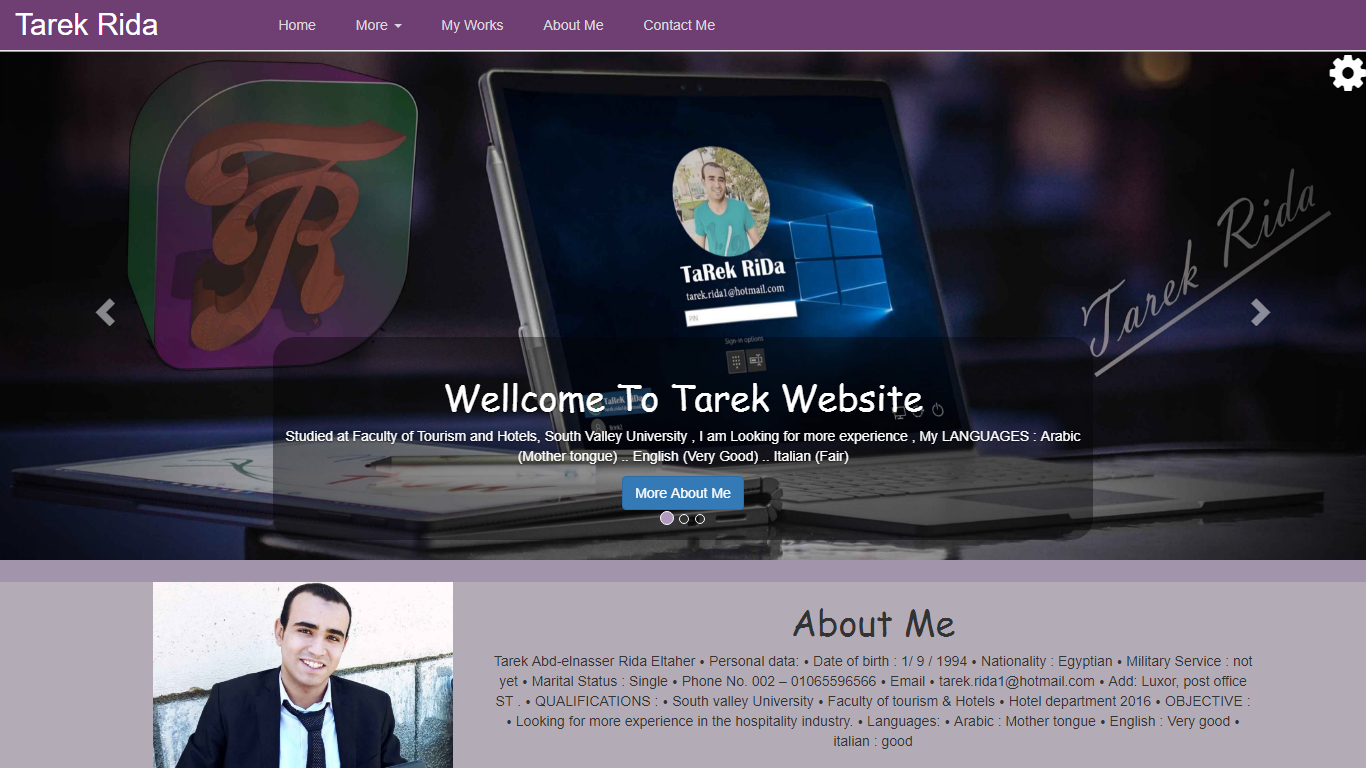 Tarek Rida
Home
More
My Works
About Me
Contact Me
TR
TaRek RiDa
tarek.rida1@hotmail.com
PIN
Sign-in options
Tarek Rida
TaReK RiDa
Wellcome To Tarek Website
Studied at Faculty of Tourism and Hotels, South Valley University , I am Looking for more experience , My LANGUAGES : Arabic
(Mother tongue) .. English (Very Good) .. Italian (Fair)
More About Me
About Me
Tarek Abd-elnasser Rida Eltaher • Personal data: • Date of birth : 1/ 9 / 1994 • Nationality : Egyptian • Military Service : not
yet • Marital Status : Single • Phone No. 002 – 01065596566 • Email • tarek.rida1@hotmail.com • Add: Luxor, post office
ST . • QUALIFICATIONS : • South valley University • Faculty of tourism & Hotels • Hotel department 2016 • OBJECTIVE :
• Looking for more experience in the hospitality industry. • Languages: • Arabic : Mother tongue • English : Very good •
italian : good